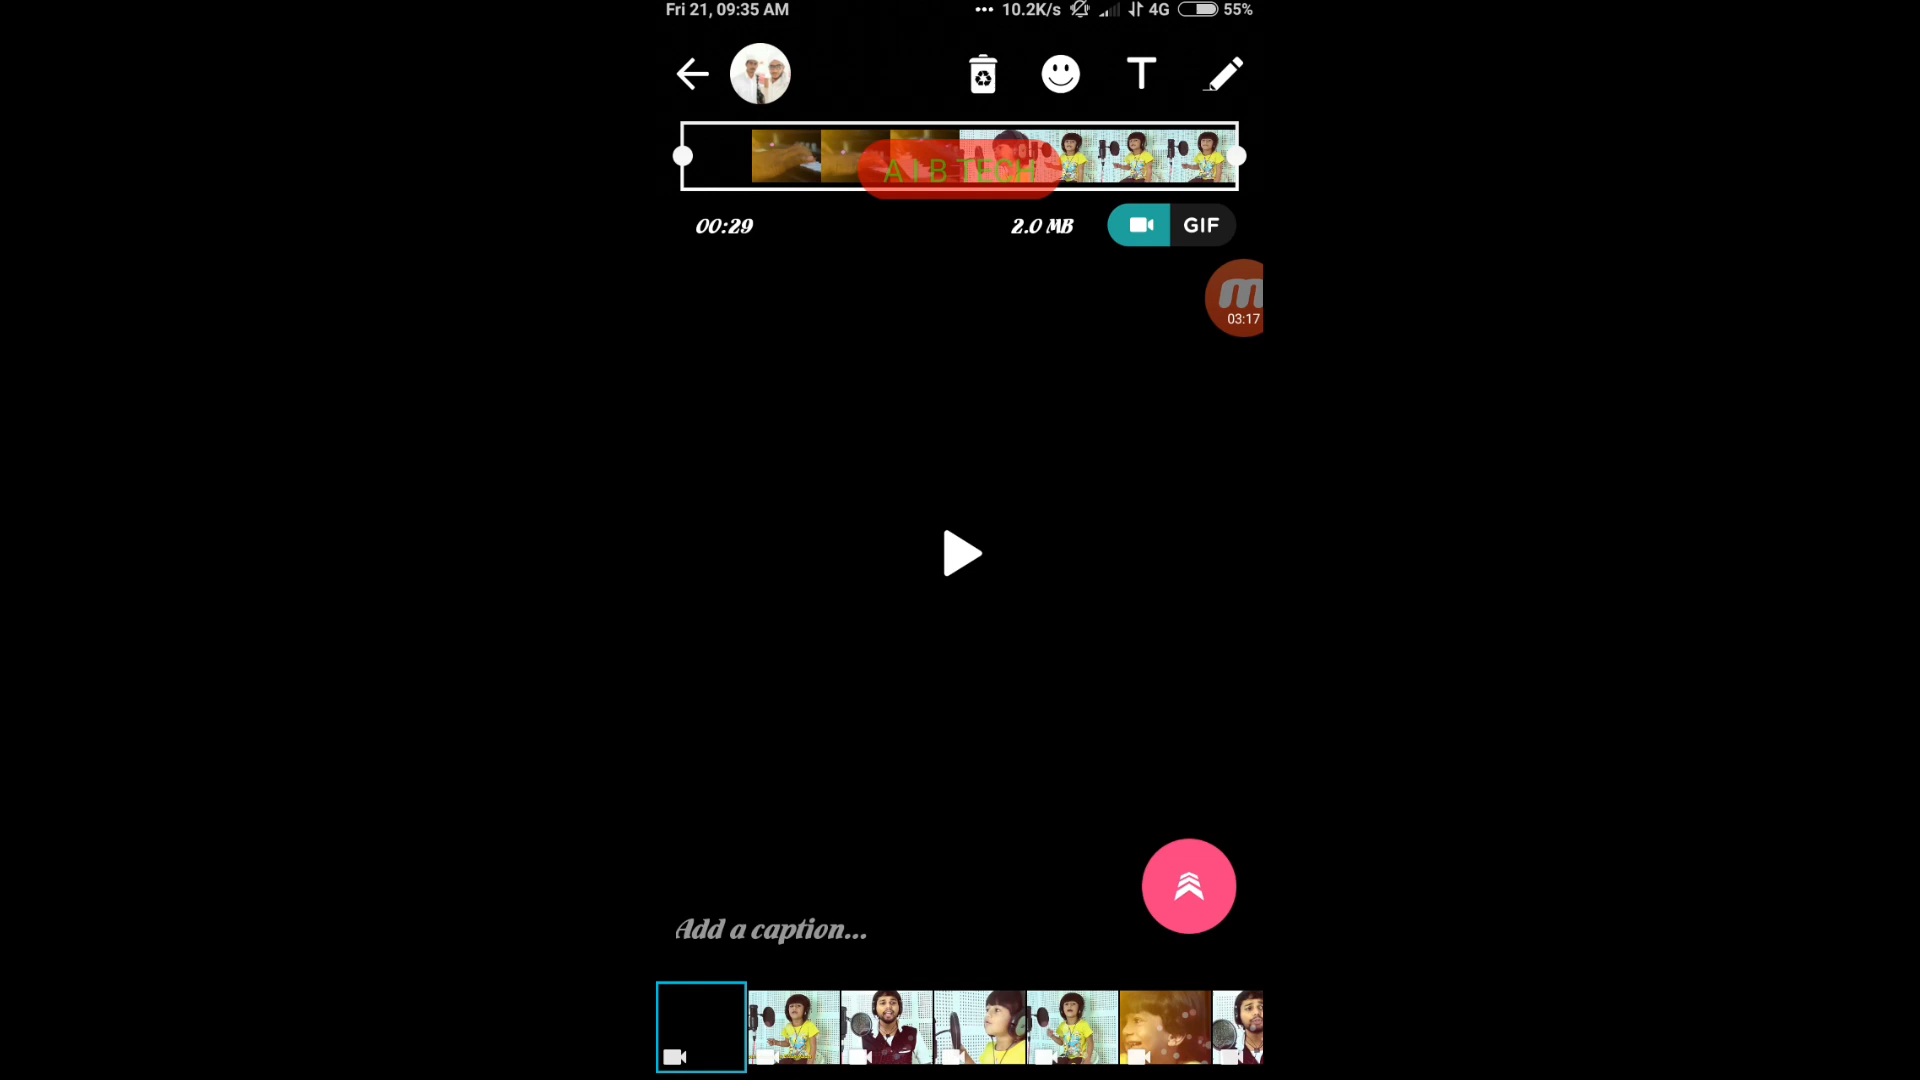 Fri 21, 09:35 AM
10.2K/s 4G 55%
T
A I B TECH
00:29
2.0 MB
GIF
m
03:17
Add a caption...